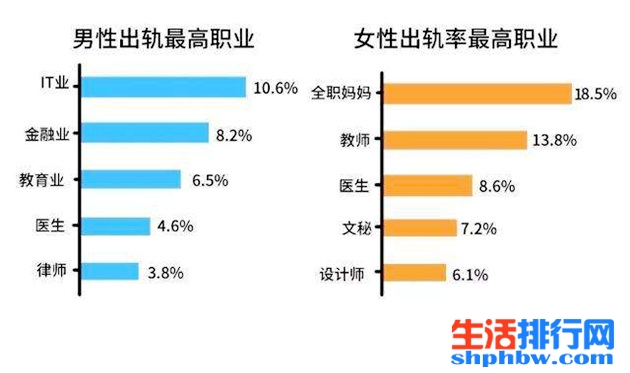 男性出轨最高职业
IT业 10.6%
金融业 8.2%
教育业 6.5%
医生 4.6%
律师 3.8%
女性出轨率最高职业
全职妈妈 18.5%
教师 13.8%
医生 8.6%
文秘 7.2%
设计师 6.1%
生活排行网
shphbw.com